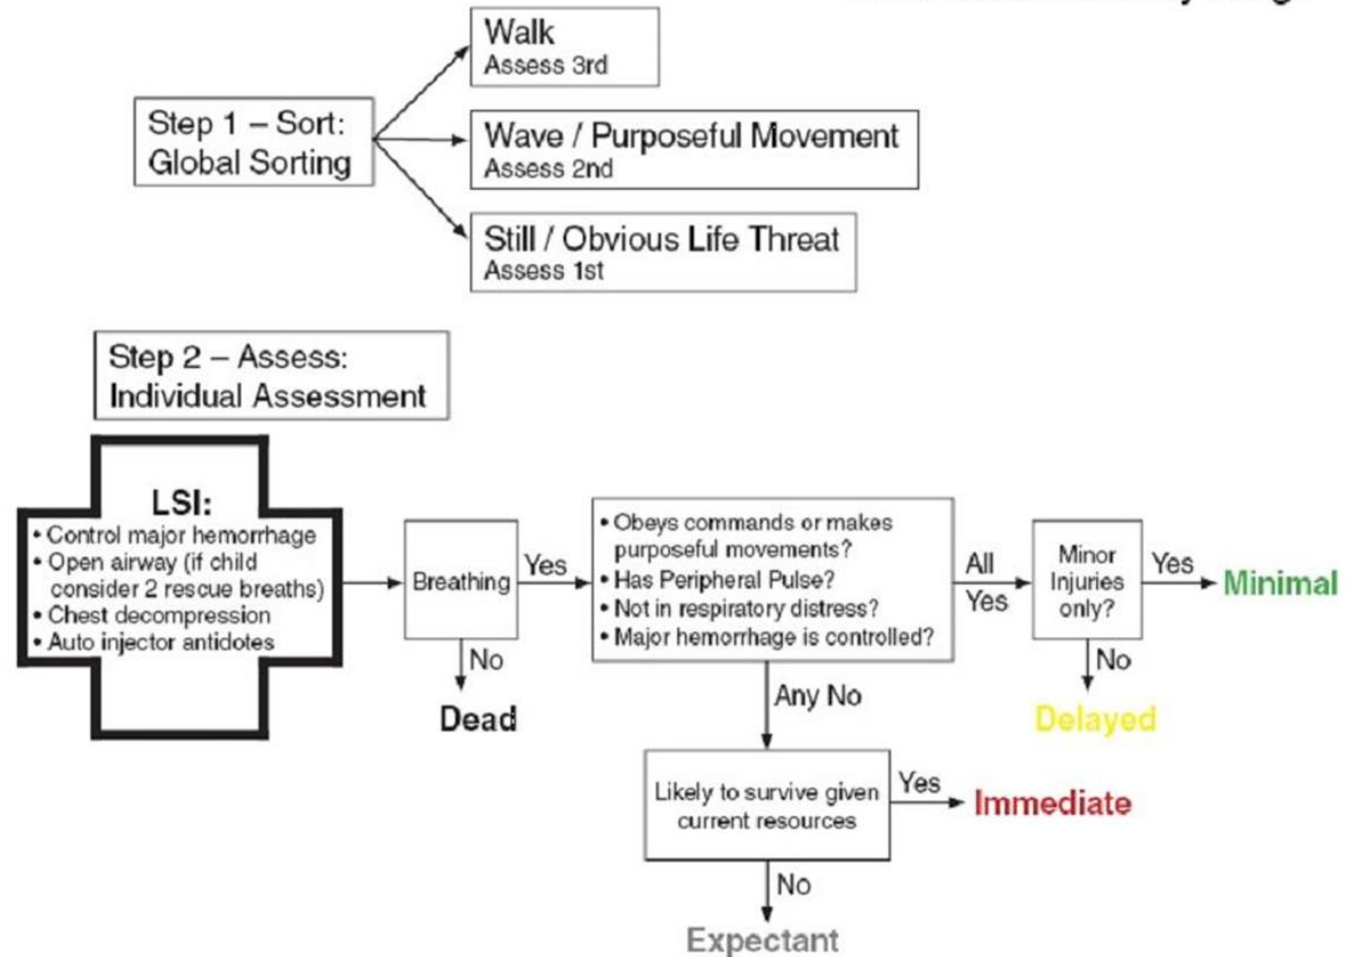 Walk
Assess 3rd
Step 1 – Sort:
Global Sorting
Wave / Purposeful Movement
Assess 2nd
Still / Obvious Life Threat
Assess 1st
Step 2 – Assess:
Individual Assessment
LSI:
• Control major hemorrhage
• Open airway (if child
consider 2 rescue breaths)
• Chest decompression
• Auto injector antidotes
Breathing
Yes
No
Dead
• Obeys commands or makes
purposeful movements?
• Has Peripheral Pulse?
• Not in respiratory distress?
• Major hemorrhage is controlled?
All
Yes
Minor
Injuries
only?
Yes
Minimal
No
Delayed
Any No
Likely to survive given
current resources
Yes
Immediate
No
Expectant